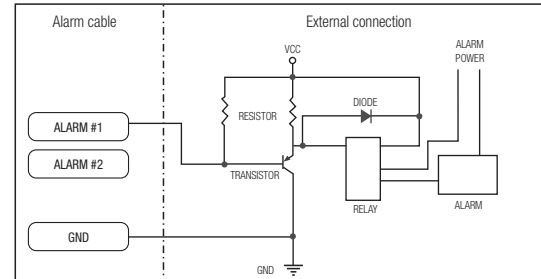 Alarm cable
External connection
VCC
ALARM
POWER
DIODE
RESISTOR
ALARM #1
ALARM #2
TRANSISTOR
RELAY
ALARM
GND
GND